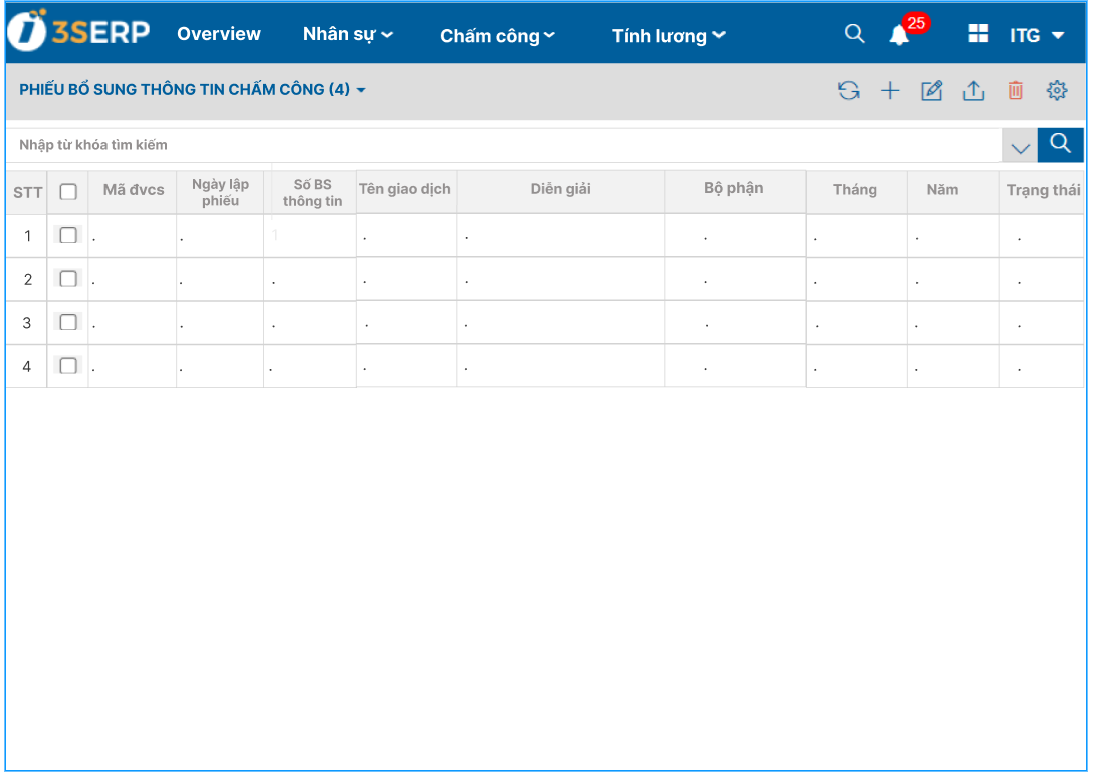 3SERP Overview Nhân sự Chấm công Tính lương 25 ITG
PHIẾU BỔ SUNG THÔNG TIN CHẤM CÔNG (4)
Nhập từ khóa tìm kiếm
STT Mã đvcs Ngày lập phiếu Số BS thông tin Tên giao dịch Diễn giải Bộ phận Tháng Năm Trạng thái
1 . . 1 . . . . . .
2 . . . . . . . . .
3 . . . . . . . . .
4 . . . . . . . . .